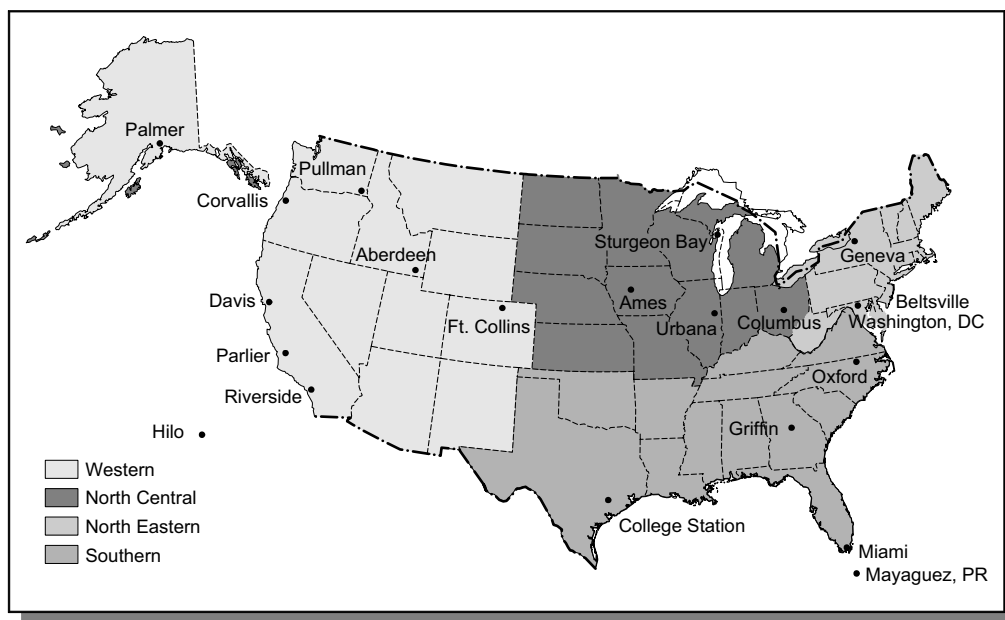 Palmer
Pullman
Corvallis
Sturgeon Bay
Geneva
Aberdeen
Ames
Beltsville
Davis
Ft. Collins
Urbana
Columbus
Washington, DC
Parlier
Oxford
Riverside
Griffin
Hilo
Western
North Central
North Eastern
Southern
College Station
Miami
Mayaguez, PR